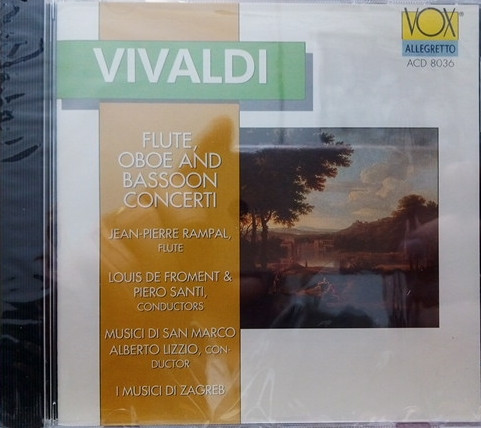 VOX
ALLEGRETTO
ACD 8036
VIVALDI
FLUTE,
OBOE AND
BASSOON
CONCERTI
JEAN-PIERRE RAMPAL,
FLUTE
LOUIS DE FROMENT &
PIERO SANTI,
CONDUCTORS
MUSICI DI SAN MARCO
ALBERTO LIZZIO, CON-
DUCTOR
I MUSICI DI ZAGREB